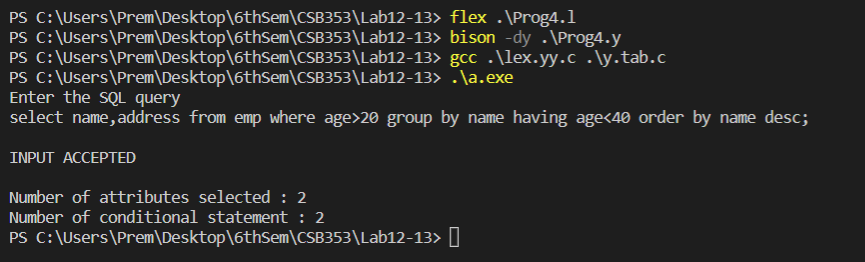 PS C:\Users\Prem\Desktop\6thSem\CSB353\Lab12-13> flex .\Prog4.l
PS C:\Users\Prem\Desktop\6thSem\CSB353\Lab12-13> bison -dy .\Prog4.y
PS C:\Users\Prem\Desktop\6thSem\CSB353\Lab12-13> gcc .\lex.yy.c .\y.tab.c
PS C:\Users\Prem\Desktop\6thSem\CSB353\Lab12-13> .\a.exe
Enter the SQL query
select name,address from emp where age>20 group by name having age<40 order by name desc;
INPUT ACCEPTED
Number of attributes selected : 2
Number of conditional statement : 2
PS C:\Users\Prem\Desktop\6thSem\CSB353\Lab12-13>